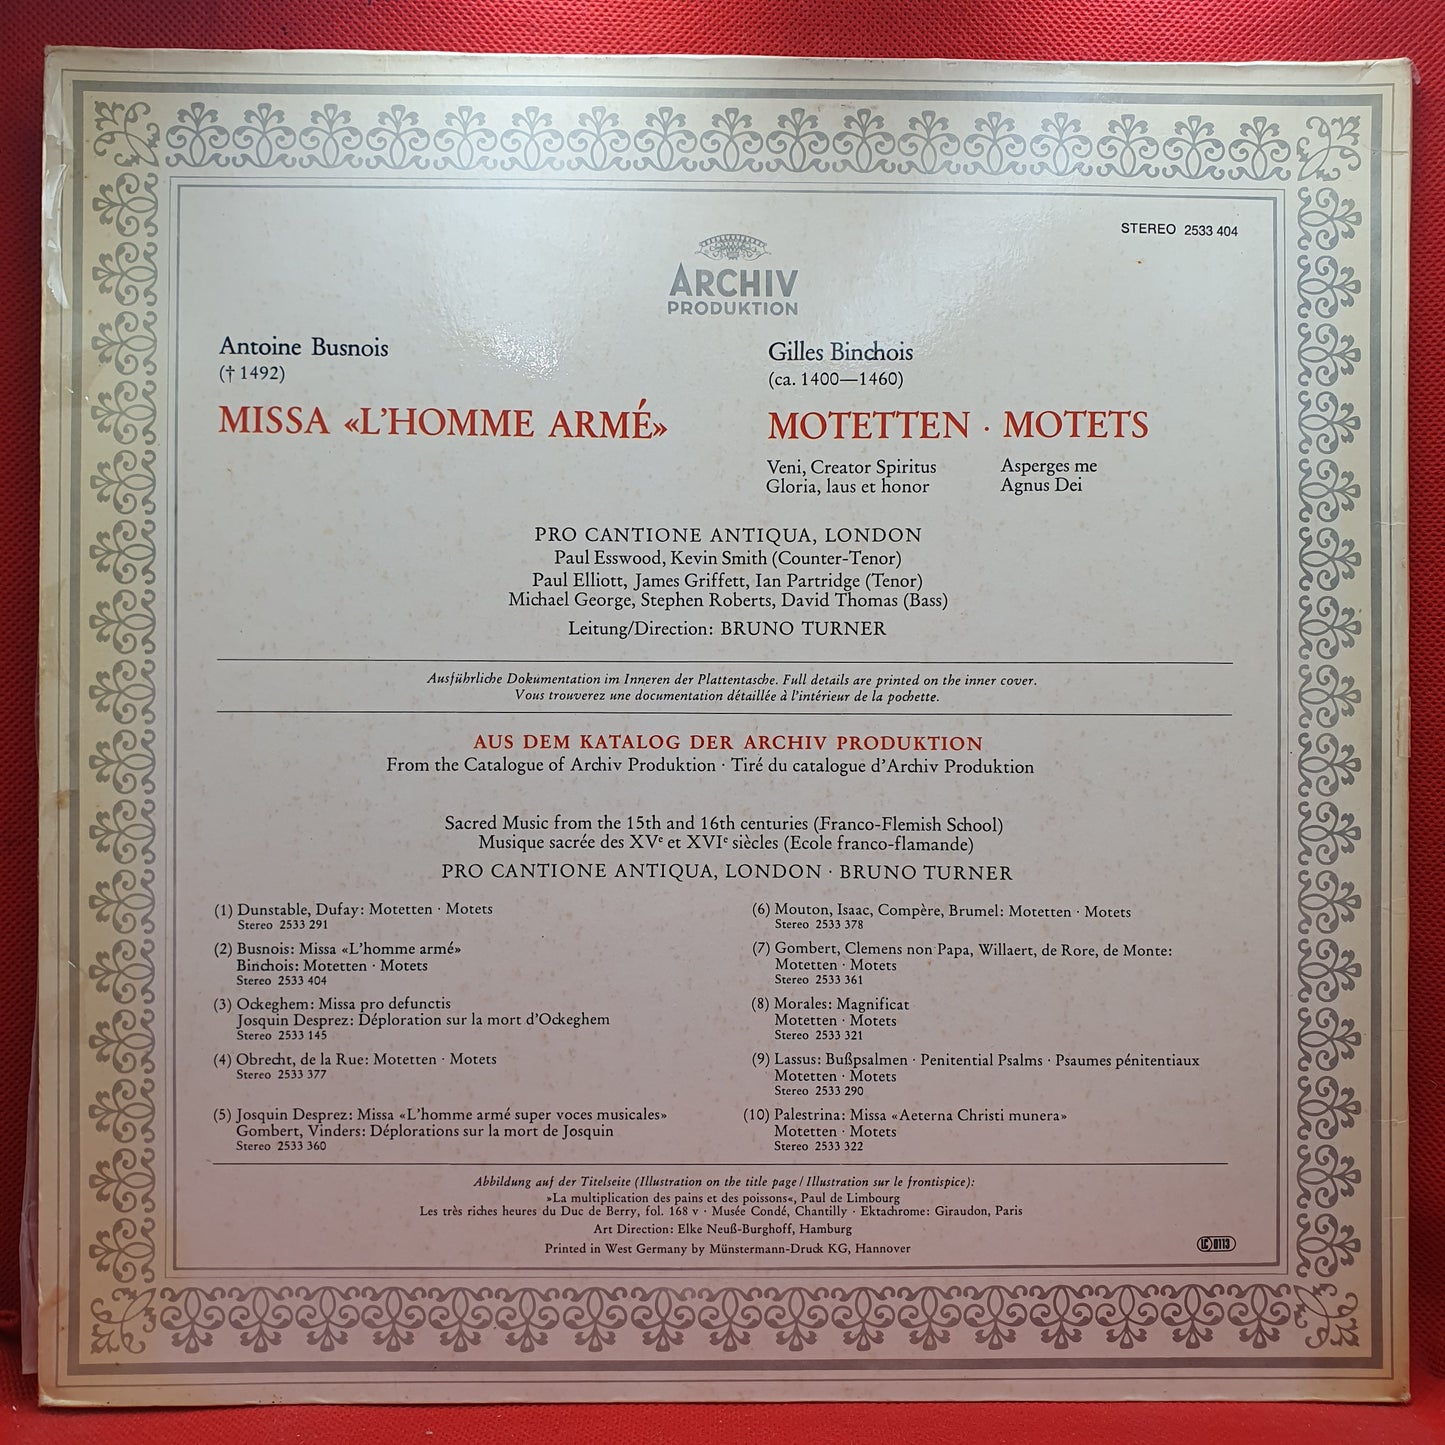 STEREO 2533 404
ARCHIV
PRODUKTION
Antoine Busnois
(† 1492)
MISSA «L'HOMME ARMÉ»
Gilles Binchois
(ca. 1400—1460)
MOTETTEN · MOTETS
Veni, Creator Spiritus
Gloria, laus et honor
Asperges me
Agnus Dei
PRO CANTIONE ANTIQUA, LONDON
Paul Esswood, Kevin Smith (Counter-Tenor)
Paul Elliott, James Griffett, Ian Partridge (Tenor)
Michael George, Stephen Roberts, David Thomas (Bass)
Leitung/Direction: BRUNO TURNER
Ausführliche Dokumentation im Inneren der Plattentasche. Full details are printed on the inner cover.
Vous trouverez une documentation détaillée à l'intérieur de la pochette.
AUS DEM KATALOG DER ARCHIV PRODUKTION
From the Catalogue of Archiv Produktion · Tiré du catalogue d'Archiv Produktion
Sacred Music from the 15th and 16th centuries (Franco-Flemish School)
Musique sacrée des XVe et XVIe siècles (Ecole franco-flamande)
PRO CANTIONE ANTIQUA, LONDON · BRUNO TURNER
(1) Dunstable, Dufay: Motetten · Motets
Stereo 2533 291
(2) Busnois: Missa «L'homme armé»
Binchois: Motetten · Motets
Stereo 2533 404
(3) Ockeghem: Missa pro defunctis
Josquin Desprez: Déploration sur la mort d'Ockeghem
Stereo 2533 145
(4) Obrecht, de la Rue: Motetten · Motets
Stereo 2533 377
(5) Josquin Desprez: Missa «L'homme armé super voces musicales»
Gombert, Vinders: Déplorations sur la mort de Josquin
Stereo 2533 360
(6) Mouton, Isaac, Compère, Brumel: Motetten · Motets
Stereo 2533 378
(7) Gombert, Clemens non Papa, Willaert, de Rore, de Monte:
Motetten · Motets
Stereo 2533 361
(8) Morales: Magnificat
Motetten · Motets
Stereo 2533 321
(9) Lassus: Bußpsalmen · Penitential Psalms · Psaumes pénitentiaux
Motetten · Motets
Stereo 2533 290
(10) Palestrina: Missa «Aeterna Christi munera»
Motetten · Motets
Stereo 2533 322
Abbildung auf der Titelseite (Illustration on the title page / Illustration sur le frontispice):
»La multiplication des pains et des poissons«, Paul de Limbourg
Les très riches heures du Duc de Berry, fol. 168 v · Musée Condé, Chantilly · Ektachrome: Giraudon, Paris
Art Direction: Elke Neuß-Burghoff, Hamburg
Printed in West Germany by Münstermann-Druck KG, Hannover
LC 0113